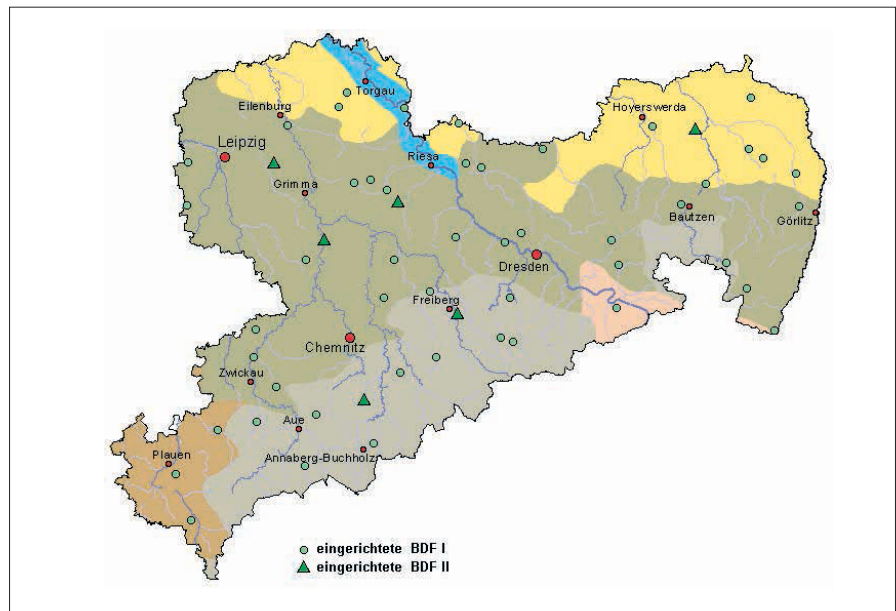 Torgau
Eilenburg
Hoyerswerda
Leipzig
Riesa
Grimma
Bautzen
Görlitz
Dresden
Freiberg
Chemnitz
Zwickau
Aue
Plauen
Annaberg-Buchholz
eingerichtete BDF I
eingerichtete BDF II